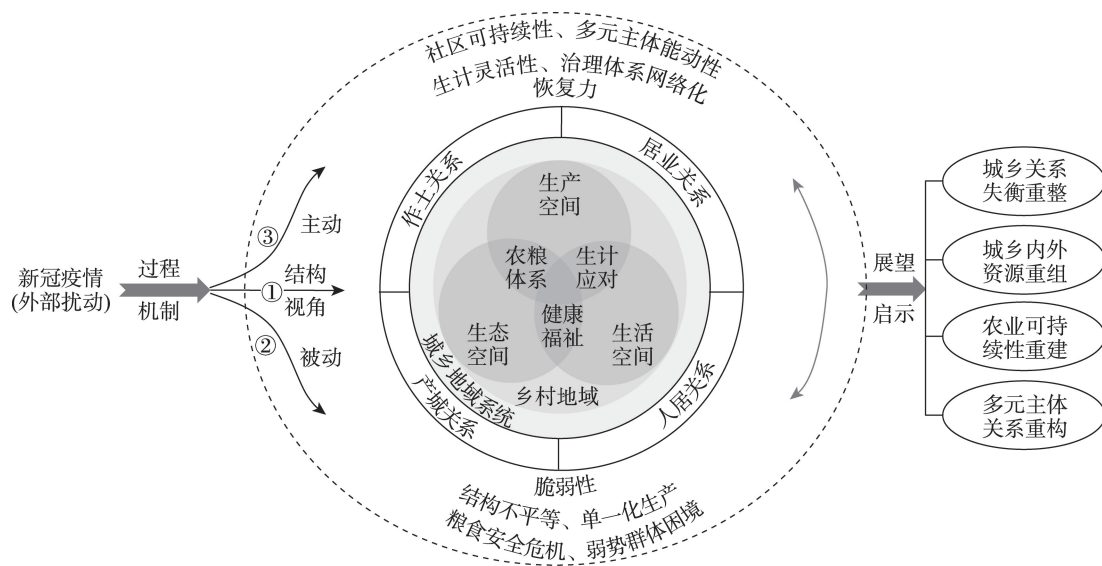 社区可持续性、多元主体能动性
生计灵活性、治理体系网络化
恢复力
新冠疫情
(外部扰动)
过程
机制
③
主动
①
结构
视角
②
被动
作土关系
居业关系
产城关系
人居关系
城乡地域系统
生产
空间
农粮
体系
生计
应对
健康
福祉
生态
空间
生活
空间
乡村地域
脆弱性
结构不平等、单一化生产
粮食安全危机、弱势群体困境
展望
启示
城乡关系
失衡重整
城乡内外
资源重组
农业可持
续性重建
多元主体
关系重构